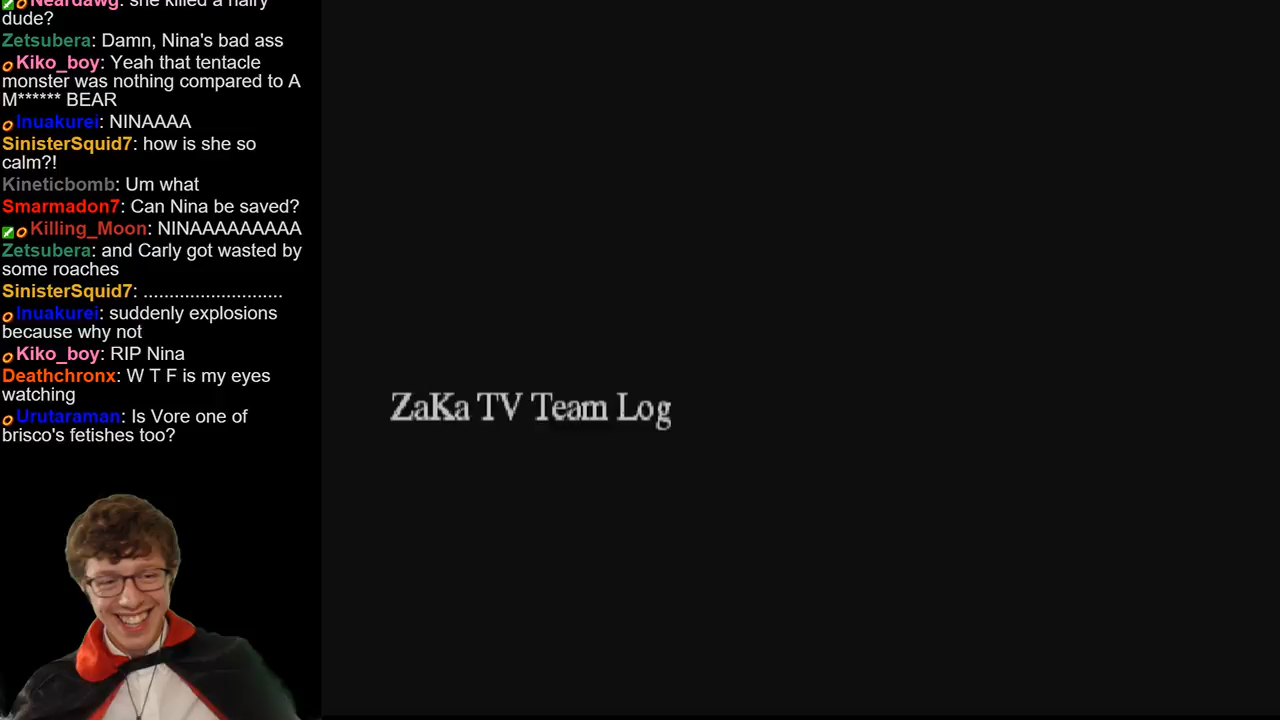 Neardawg: she killed a hairy
dude?
Zetsubera: Damn, Nina's bad ass
Kiko_boy: Yeah that tentacle
monster was nothing compared to A
M****** BEAR
Inuakurei: NINAAAA
SinisterSquid7: how is she so
calm?!
Kineticbomb: Um what
Smarmadon7: Can Nina be saved?
Killing_Moon: NINAAAAAAAAA
Zetsubera: and Carly got wasted by
some roaches
SinisterSquid7: ...........................
Inuakurei: suddenly explosions
because why not
Kiko_boy: RIP Nina
Deathchronx: W T F is my eyes
watching
Urutaraman: Is Vore one of
brisco's fetishes too?
ZaKa TV Team Log